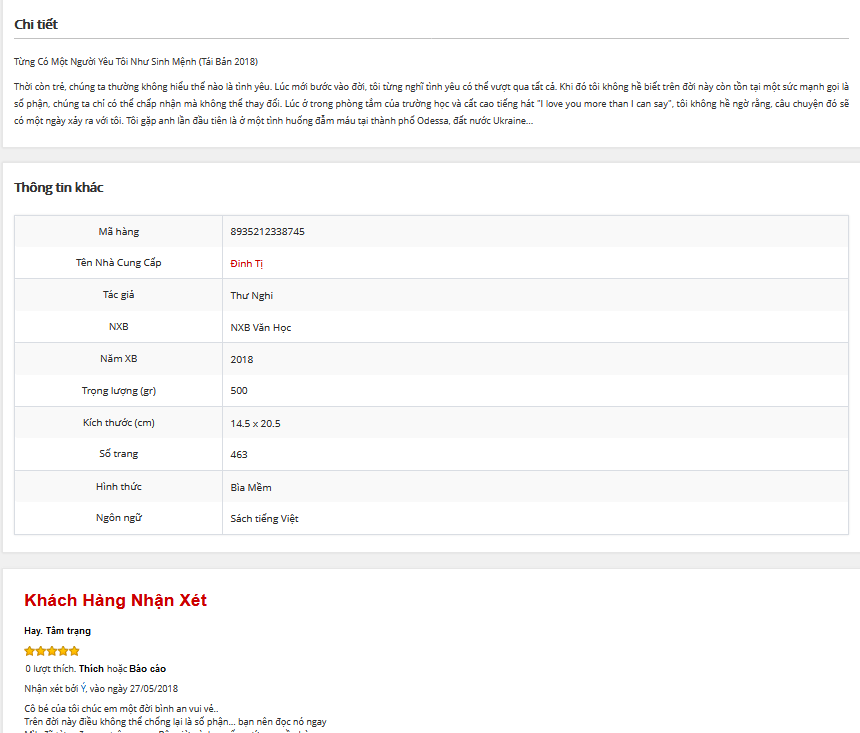 Chi tiết
Từng Có Một Người Yêu Tôi Như Sinh Mệnh (Tái Bản 2018)
Thời còn trẻ, chúng ta thường không hiểu thế nào là tình yêu. Lúc mới bước vào đời, tôi từng nghĩ tình yêu có thể vượt qua tất cả. Khi đó tôi không hề biết trên đời này còn tồn tại một sức mạnh gọi là
số phận, chúng ta chỉ có thể chấp nhận mà không thể thay đổi. Lúc ở trong phòng tắm của trường học và cất cao tiếng hát "I love you more than I can say", tôi không hề ngờ rằng, câu chuyện đó sẽ
có một ngày xảy ra với tôi. Tôi gặp anh lần đầu tiên là ở một tình huống đẫm máu tại thành phố Odessa, đất nước Ukraine...
Thông tin khác
Mã hàng 8935212338745
Tên Nhà Cung Cấp Đinh Tị
Tác giả Thư Nghi
NXB NXB Văn Học
Năm XB 2018
Trọng lượng (gr) 500
Kích thước (cm) 14.5 x 20.5
Số trang 463
Hình thức Bìa Mềm
Ngôn ngữ Sách tiếng Việt
Khách Hàng Nhận Xét
Hay. Tâm trạng
0 lượt thích. Thích hoặc Báo cáo
Nhận xét bởi Ý, vào ngày 27/05/2018
Cô bé của tôi chúc em một đời bình an vui vẻ..
Trên đời này điều không thể chống lại là số phận... bạn nên đọc nó ngay